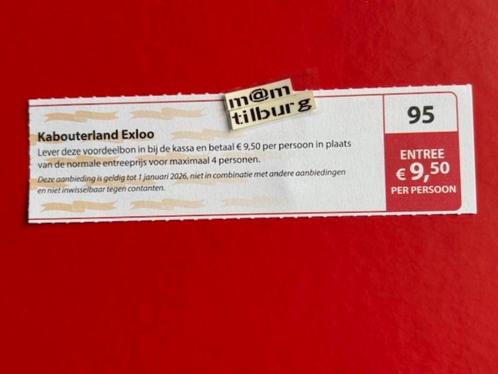 m@m
tilburg
Kabouterland Exloo
Lever deze voordeelbon in bij de kassa en betaal € 9,50 per persoon in plaats
van de normale entreeprijs voor maximaal 4 personen.
Deze aanbieding is geldig tot 1 januari 2026, niet in combinatie met andere aanbiedingen
en niet inwisselbaar tegen contanten.
95
ENTREE
€ 9,50
PER PERSOON